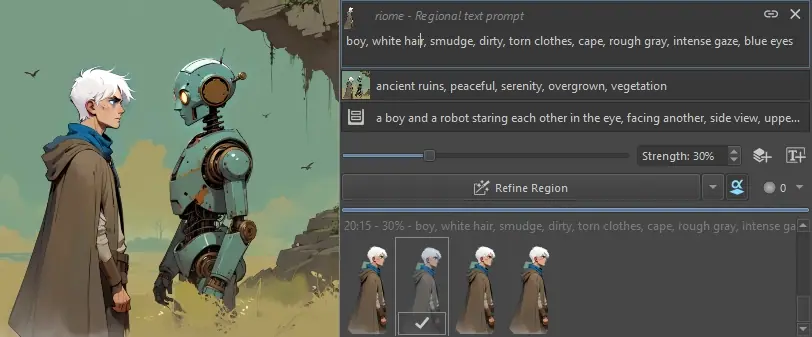 riome - Regional text prompt
boy, white hair, smudge, dirty, torn clothes, cape, rough gray, intense gaze, blue eyes
ancient ruins, peaceful, serenity, overgrown, vegetation
a boy and a robot staring each other in the eye, facing another, side view, uppe...
Strength: 30%
Refine Region
0
20:15 - 30% - boy, white hair, smudge, dirty, torn clothes, cape, rough gray, intense ga